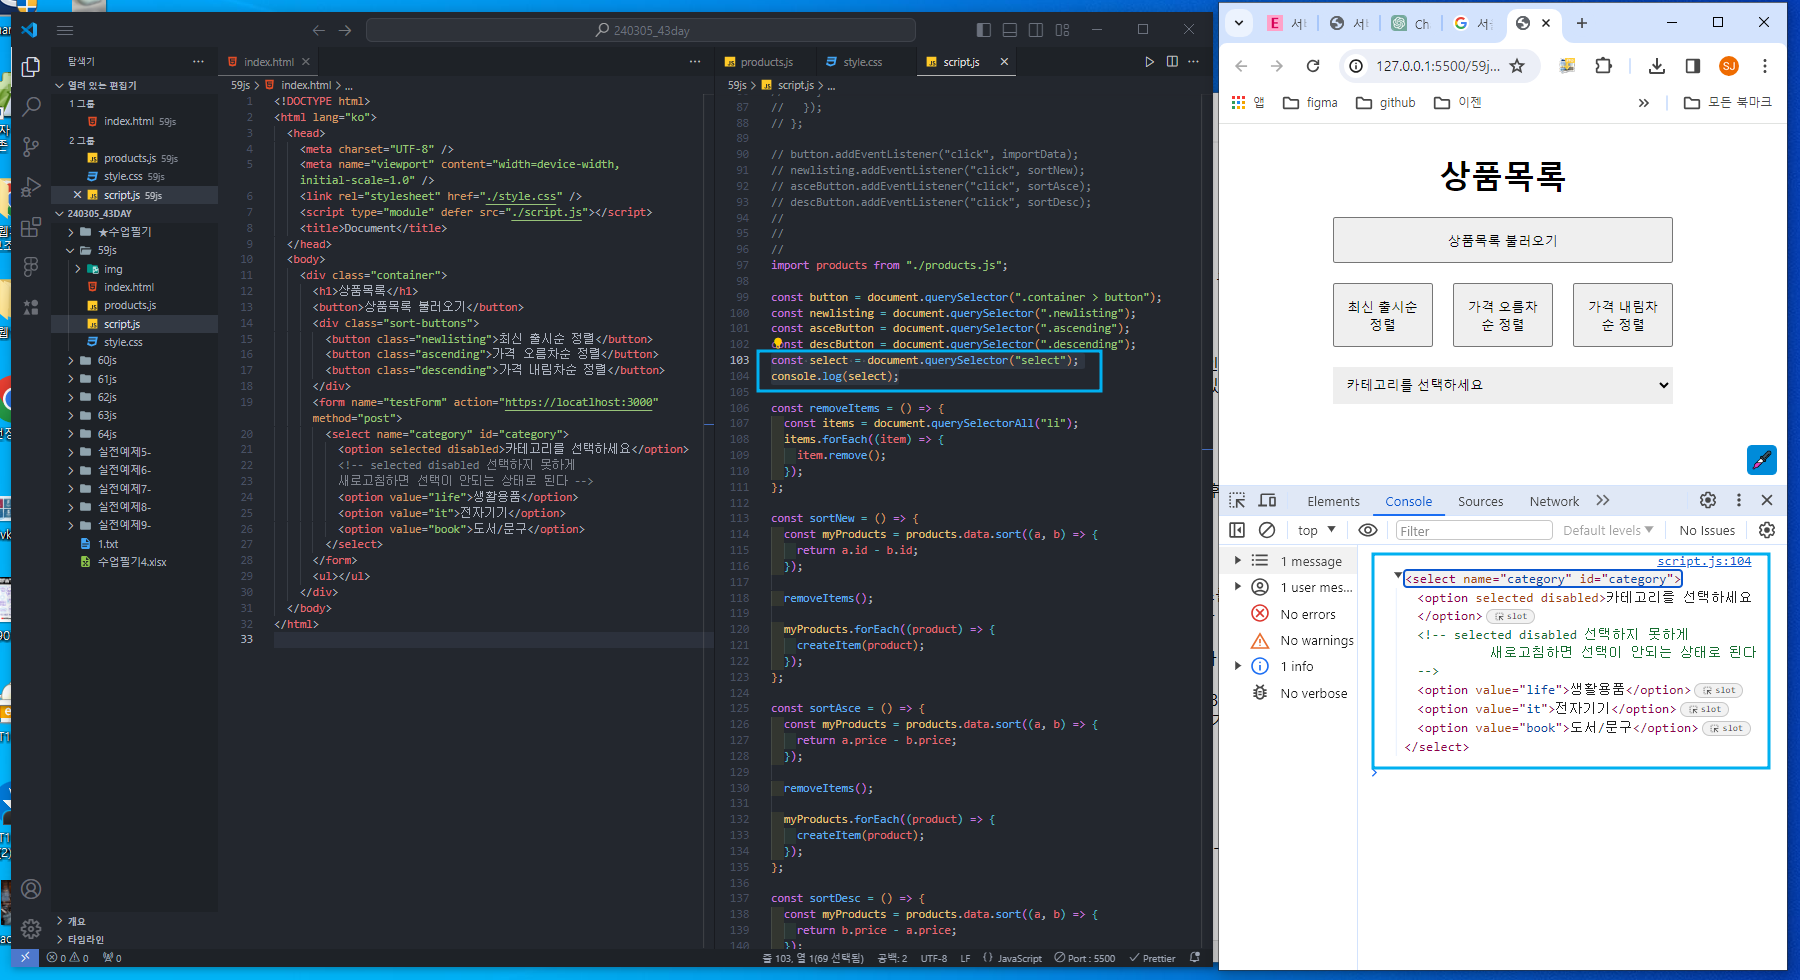 240305_43day
탐색기
열려 있는 편집기
1 그룹
index.html 59js
2 그룹
products.js 59js
style.css 59js
script.js 59js
240305_43DAY
★수업필기
59js
img
index.html
products.js
script.js
style.css
60js
61js
62js
63js
64js
실전예제5-
실전예제6-
실전예제7-
실전예제8-
실전예제9-
1.txt
수업필기4.xlsx
개요
타임라인
index.html
59js > index.html > ...
1 <!DOCTYPE html>
2 <html lang="ko">
3 <head>
4 <meta charset="UTF-8" />
5 <meta name="viewport" content="width=device-width,
initial-scale=1.0" />
6 <link rel="stylesheet" href="./style.css" />
7 <script type="module" defer src="./script.js"></script>
8 <title>Document</title>
9 </head>
10 <body>
11 <div class="container">
12 <h1>상품목록</h1>
13 <button>상품목록 불러오기</button>
14 <div class="sort-buttons">
15 <button class="newlisting">최신 출시순 정렬</button>
16 <button class="ascending">가격 오름차순 정렬</button>
17 <button class="descending">가격 내림차순 정렬</button>
18 </div>
19 <form name="testForm" action="https://locatlhost:3000"
method="post">
20 <select name="category" id="category">
21 <option selected disabled>카테고리를 선택하세요</option>
22 <!-- selected disabled 선택하지 못하게
23 새로고침하면 선택이 안되는 상태로 된다 -->
24 <option value="life">생활용품</option>
25 <option value="it">전자기기</option>
26 <option value="book">도서/문구</option>
27 </select>
28 </form>
29 <ul></ul>
30 </div>
31 </body>
32 </html>
33
products.js
style.css
script.js
59js > script.js > ...
87 // });
88 // };
89
90 // button.addEventListener("click", importData);
91 // newlisting.addEventListener("click", sortNew);
92 // asceButton.addEventListener("click", sortAsce);
93 // descButton.addEventListener("click", sortDesc);
94 //
95 //
96 //
97 import products from "./products.js";
98
99 const button = document.querySelector(".container > button");
100 const newlisting = document.querySelector(".newlisting");
101 const asceButton = document.querySelector(".ascending");
102 const descButton = document.querySelector(".descending");
103 const select = document.querySelector("select");
104 console.log(select);
105
106 const removeItems = () => {
107 const items = document.querySelectorAll("li");
108 items.forEach((item) => {
109 item.remove();
110 });
111 };
112
113 const sortNew = () => {
114 const myProducts = products.data.sort((a, b) => {
115 return a.id - b.id;
116 });
117
118 removeItems();
119
120 myProducts.forEach((product) => {
121 createItem(product);
122 });
123 };
124
125 const sortAsce = () => {
126 const myProducts = products.data.sort((a, b) => {
127 return a.price - b.price;
128 });
129
130 removeItems();
131
132 myProducts.forEach((product) => {
133 createItem(product);
134 });
135 };
136
137 const sortDesc = () => {
138 const myProducts = products.data.sort((a, b) => {
139 return b.price - a.price;
140 });
0 0 0
줄 103, 열 1(69 선택됨) 공백: 2 UTF-8 LF {} JavaScript Port : 5500 Prettier
127.0.0.1:5500/59j...
SJ
앱 figma github 이젠 » 모든 북마크
상품목록
상품목록 불러오기
최신 출시순
정렬
가격 오름차
순 정렬
가격 내림차
순 정렬
카테고리를 선택하세요
Elements Console Sources Network
top Filter Default levels No Issues
1 message
1 user mes...
No errors
No warnings
1 info
No verbose
script.js:104
<select name="category" id="category">
<option selected disabled>카테고리를 선택하세요
</option> slot
<!-- selected disabled 선택하지 못하게
새로고침하면 선택이 안되는 상태로 된다
-->
<option value="life">생활용품</option> slot
<option value="it">전자기기</option> slot
<option value="book">도서/문구</option> slot
</select>